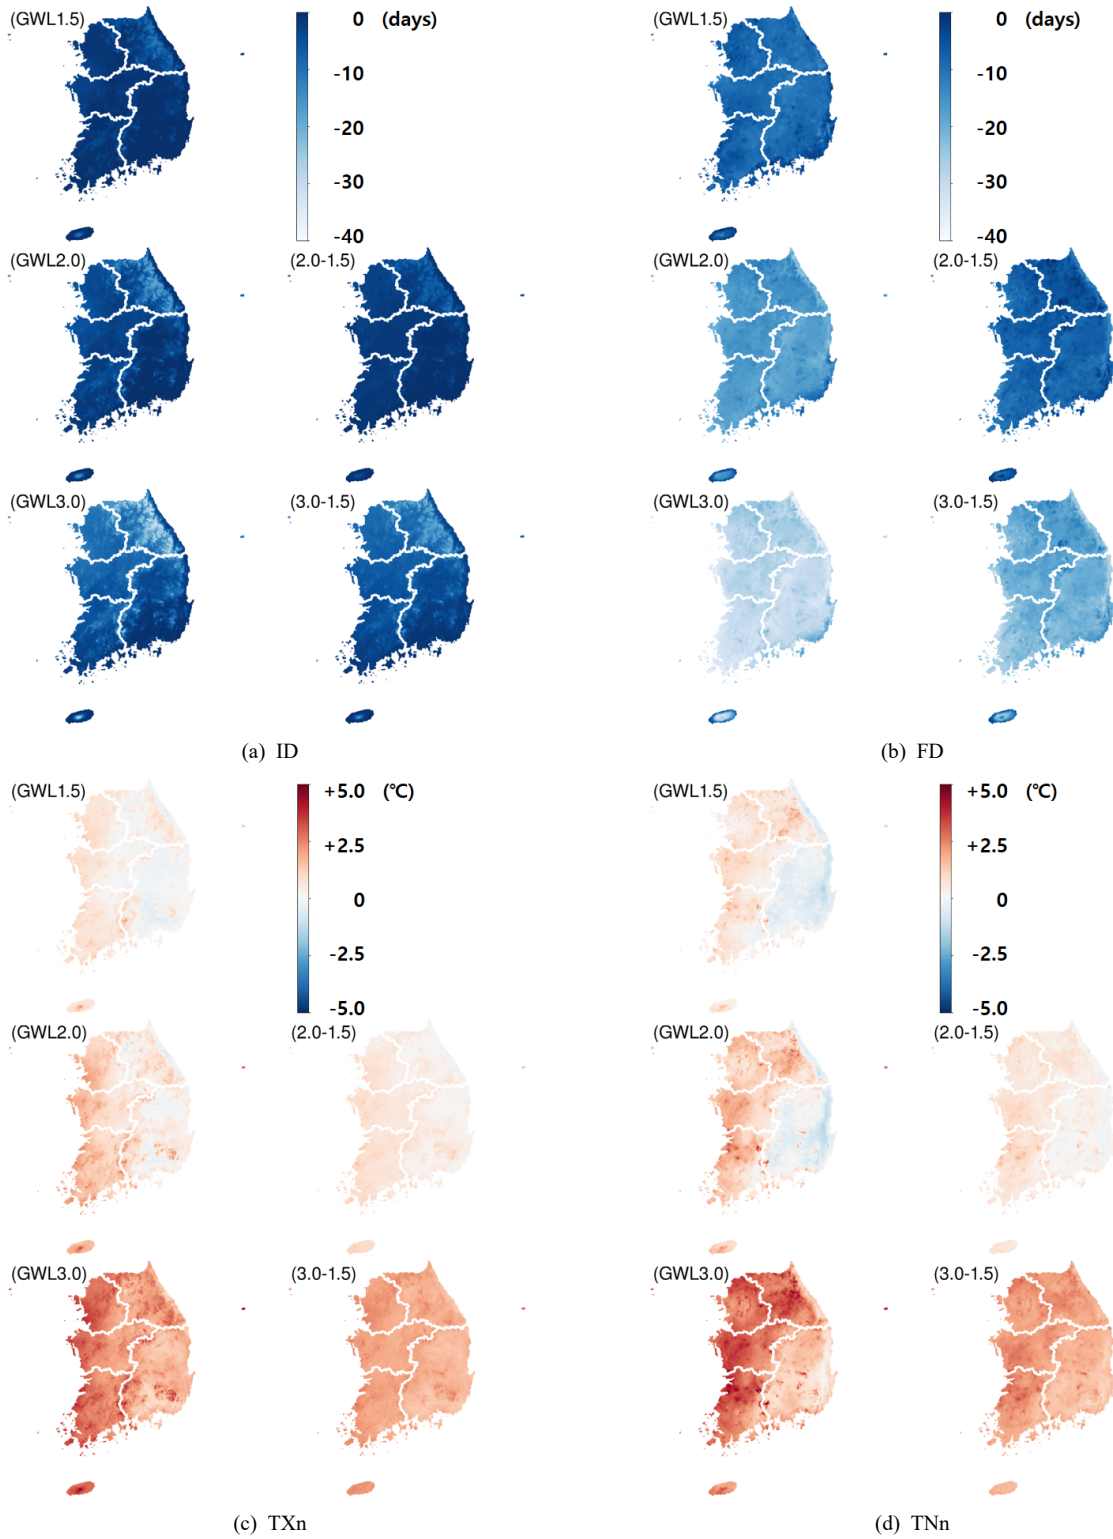 (GWL1.5)
0 (days)
-10
-20
-30
-40
(GWL2.0)
(2.0-1.5)
(GWL3.0)
(3.0-1.5)
(a) ID
(GWL1.5)
0 (days)
-10
-20
-30
-40
(GWL2.0)
(2.0-1.5)
(GWL3.0)
(3.0-1.5)
(b) FD
(GWL1.5)
+5.0 (℃)
+2.5
0
-2.5
-5.0
(GWL2.0)
(2.0-1.5)
(GWL3.0)
(3.0-1.5)
(c) TXn
(GWL1.5)
+5.0 (℃)
+2.5
0
-2.5
-5.0
(GWL2.0)
(2.0-1.5)
(GWL3.0)
(3.0-1.5)
(d) TNn